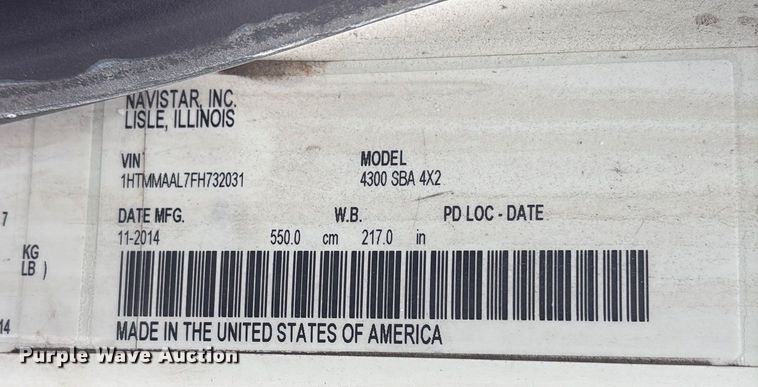 NAVISTAR, INC.
LISLE, ILLINOIS
VIN MODEL
1HTMMAAL7FH732031 4300 SBA 4X2
DATE MFG. W.B. PD LOC - DATE
11-2014 550.0 cm 217.0 in
7
KG
LB )
14
MADE IN THE UNITED STATES OF AMERICA
Purple Wave Auction